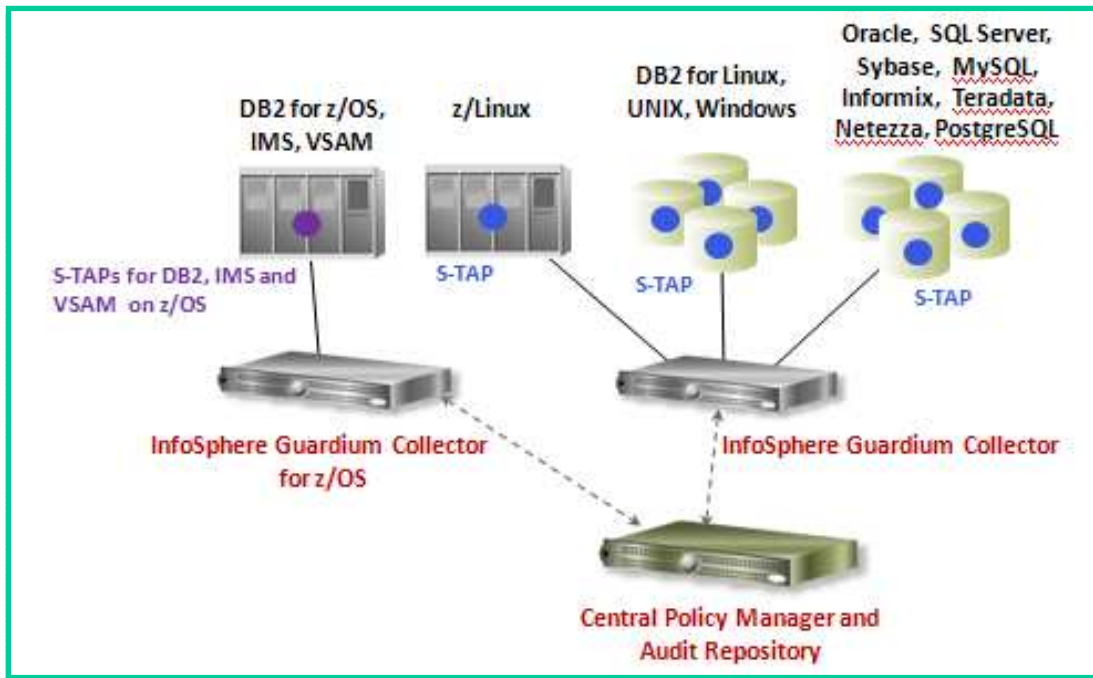 DB2 for z/OS,
IMS, VSAM
z/Linux
DB2 for Linux,
UNIX, Windows
Oracle, SQL Server,
Sybase, MySQL,
Informix, Teradata,
Netezza, PostgreSQL
S-TAPs for DB2, IMS and
VSAM on z/OS
S-TAP
S-TAP
S-TAP
InfoSphere Guardium Collector
for z/OS
InfoSphere Guardium Collector
Central Policy Manager and
Audit Repository